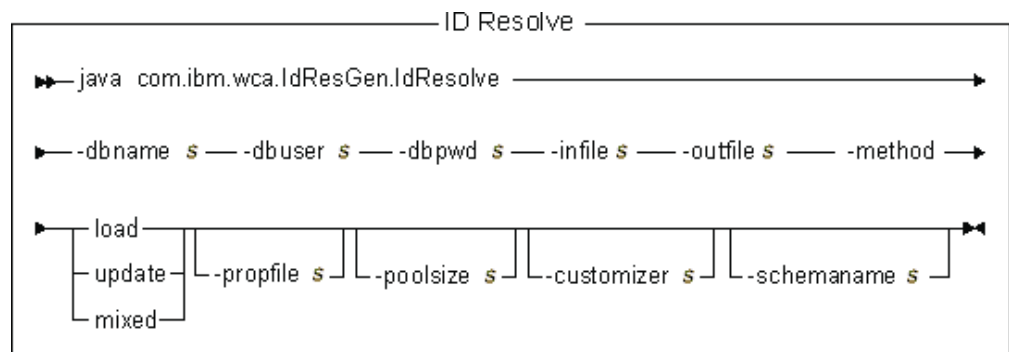 ID Resolve
java com.ibm.wca.IdResGen.IdResolve
-dbname s -dbuser s -dbpwd s -infile s -outfile s -method
load
update -propfile s -poolsize s -customizer s -schemaname s
mixed